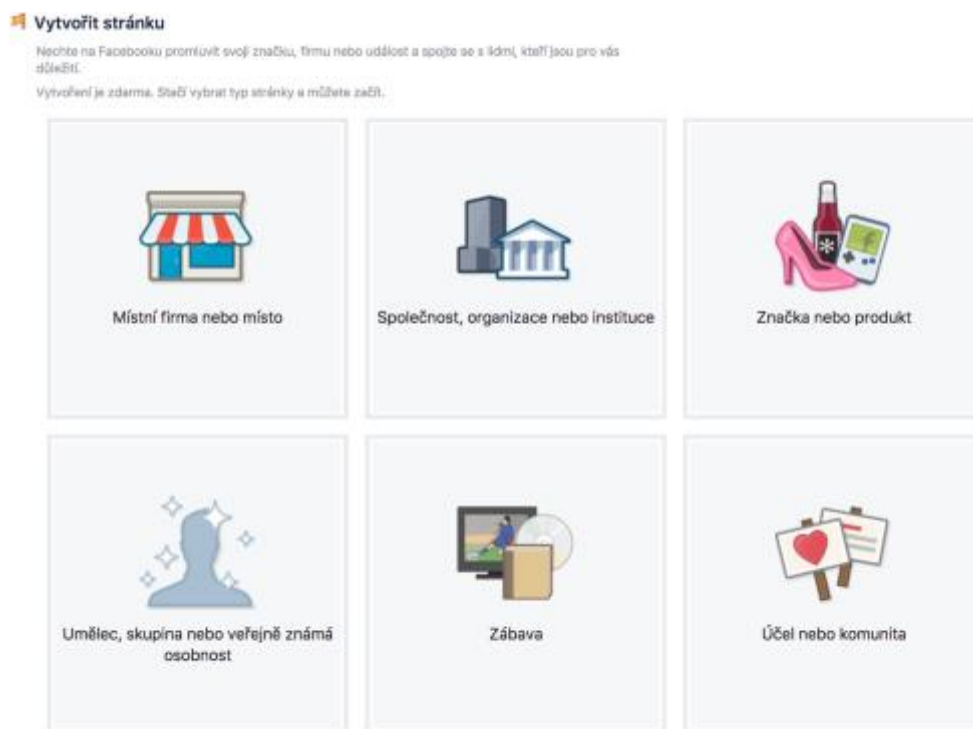 Vytvořit stránku
Nechte na Facebooku promluvit svoji značku, firmu nebo událost a spojte se s lidmi, kteří jsou pro vás
důležití.
Vytvoření je zdarma. Stačí vybrat typ stránky a můžete začít.
Místní firma nebo místo
Společnost, organizace nebo instituce
Značka nebo produkt
Umělec, skupina nebo veřejně známá
osobnost
Zábava
Účel nebo komunita